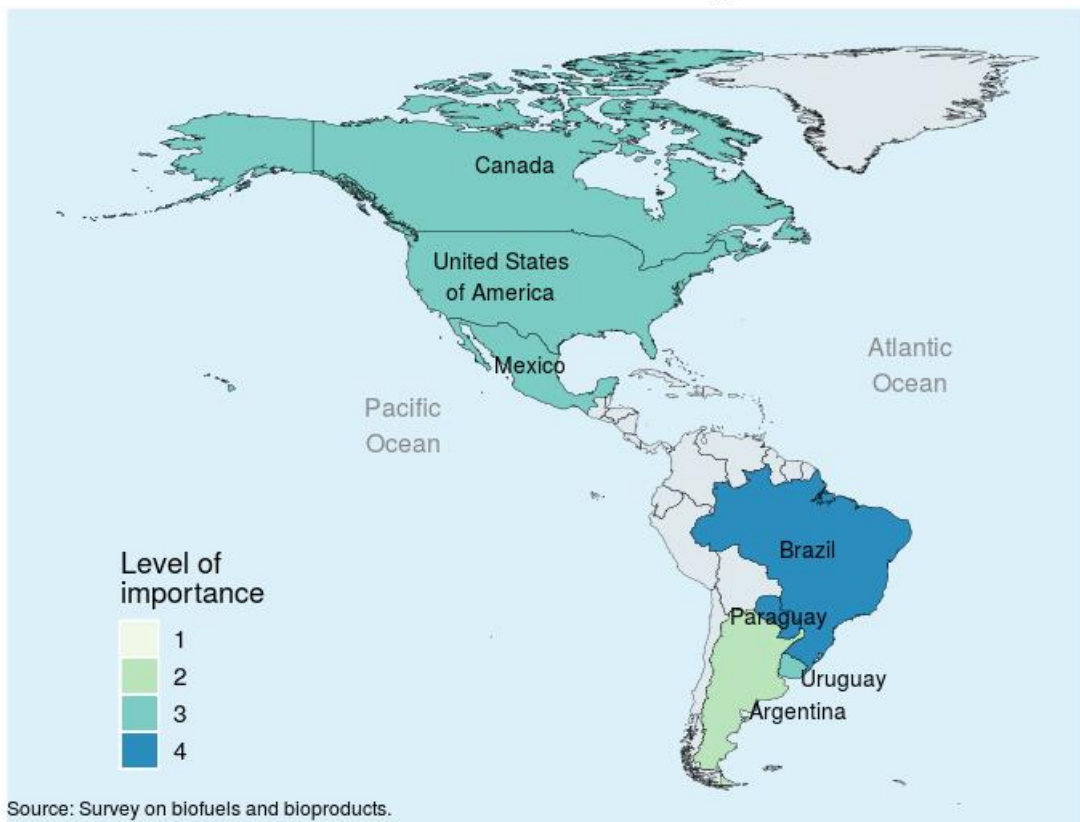 Canada
United States
of America
Mexico
Atlantic
Ocean
Pacific
Ocean
Brazil
Paraguay
Uruguay
Argentina
Level of
importance
1
2
3
4
Source: Survey on biofuels and bioproducts.